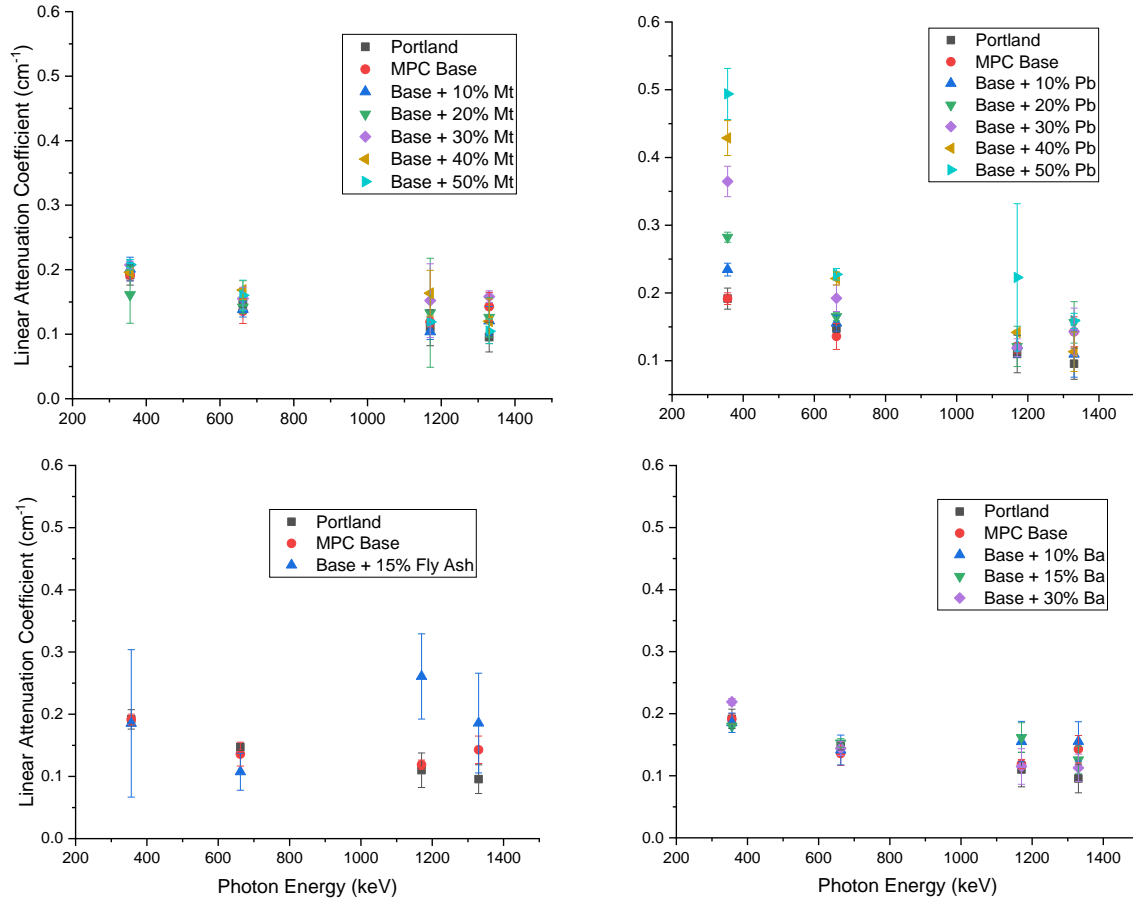 0.6
0.5
0.4
0.3
0.2
0.1
0.0
Linear Attenuation Coefficient (cm⁻¹)
Portland
MPC Base
Base + 10% Mt
Base + 20% Mt
Base + 30% Mt
Base + 40% Mt
Base + 50% Mt
200 400 600 800 1000 1200 1400
0.6
0.5
0.4
0.3
0.2
0.1
Portland
MPC Base
Base + 10% Pb
Base + 20% Pb
Base + 30% Pb
Base + 40% Pb
Base + 50% Pb
200 400 600 800 1000 1200 1400
0.6
0.5
0.4
0.3
0.2
0.1
0.0
Linear Attenuation Coefficient (cm⁻¹)
Portland
MPC Base
Base + 15% Fly Ash
200 400 600 800 1000 1200 1400
Photon Energy (keV)
0.6
0.5
0.4
0.3
0.2
0.1
0.0
Portland
MPC Base
Base + 10% Ba
Base + 15% Ba
Base + 30% Ba
200 400 600 800 1000 1200 1400
Photon Energy (keV)